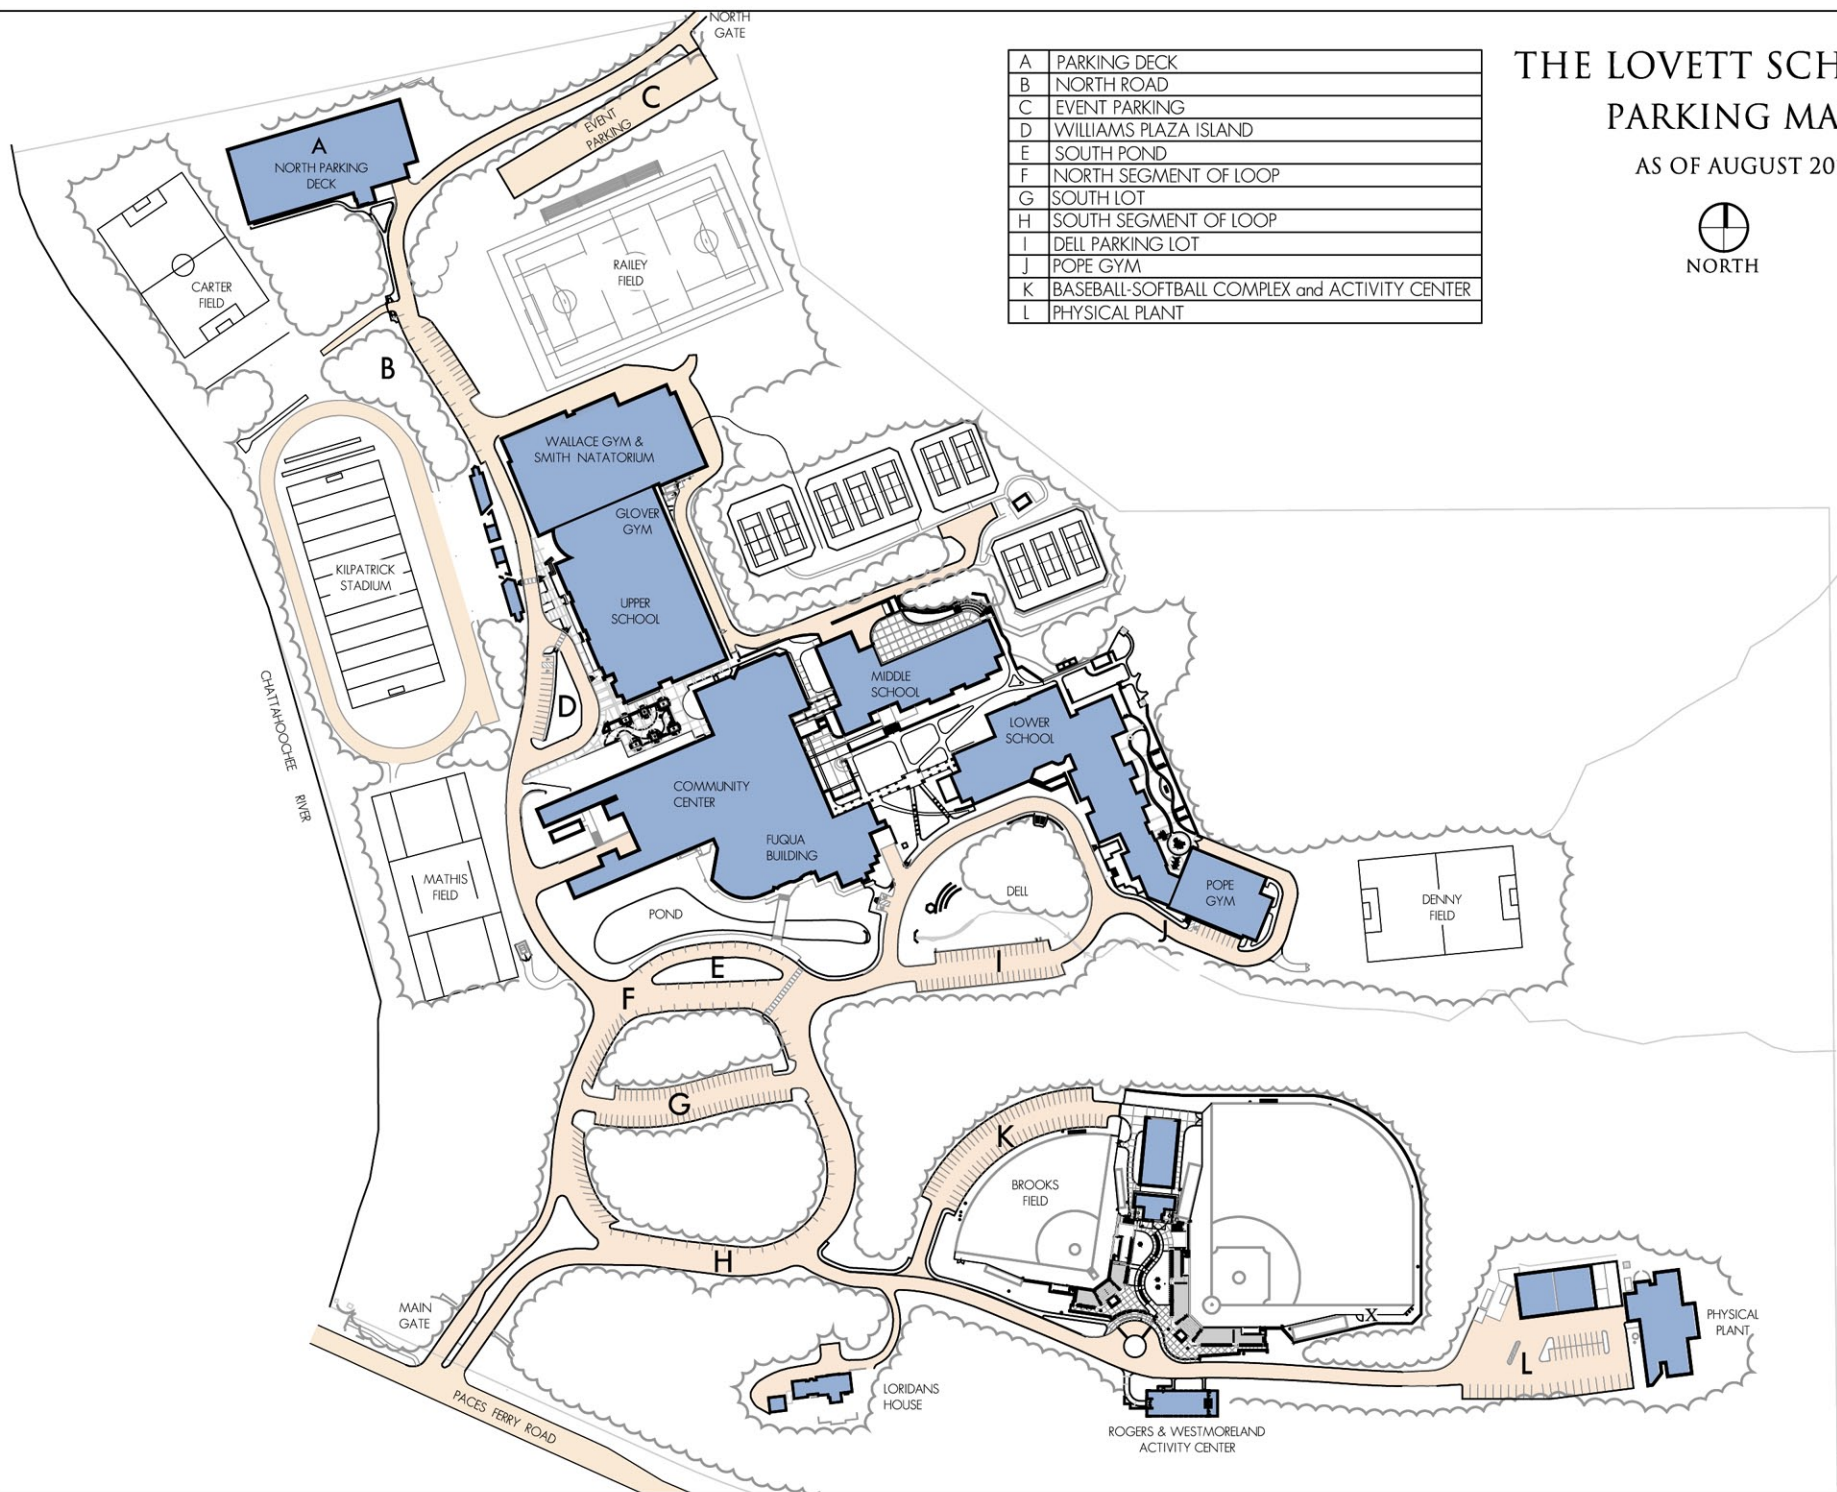 NORTH
GATE
THE LOVETT SCH
PARKING MA
AS OF AUGUST 20
NORTH
A PARKING DECK
B NORTH ROAD
C EVENT PARKING
D WILLIAMS PLAZA ISLAND
E SOUTH POND
F NORTH SEGMENT OF LOOP
G SOUTH LOT
H SOUTH SEGMENT OF LOOP
I DELL PARKING LOT
J POPE GYM
K BASEBALL-SOFTBALL COMPLEX and ACTIVITY CENTER
L PHYSICAL PLANT
C
EVENT
PARKING
A
NORTH PARKING
DECK
CARTER
FIELD
RAILEY
FIELD
B
WALLACE GYM &
SMITH NATATORIUM
GLOVER
GYM
KILPATRICK
STADIUM
UPPER
SCHOOL
MIDDLE
SCHOOL
D
LOWER
SCHOOL
CHATTAHOOCHEE RIVER
COMMUNITY
CENTER
FUQUA
BUILDING
MATHIS
FIELD
POND
DELL
POPE
GYM
DENNY
FIELD
J
E
I
F
G
K
BROOKS
FIELD
H
MAIN
GATE
X
PHYSICAL
PLANT
L
LORIDANS
HOUSE
PACES FERRY ROAD
ROGERS & WESTMORELAND
ACTIVITY CENTER